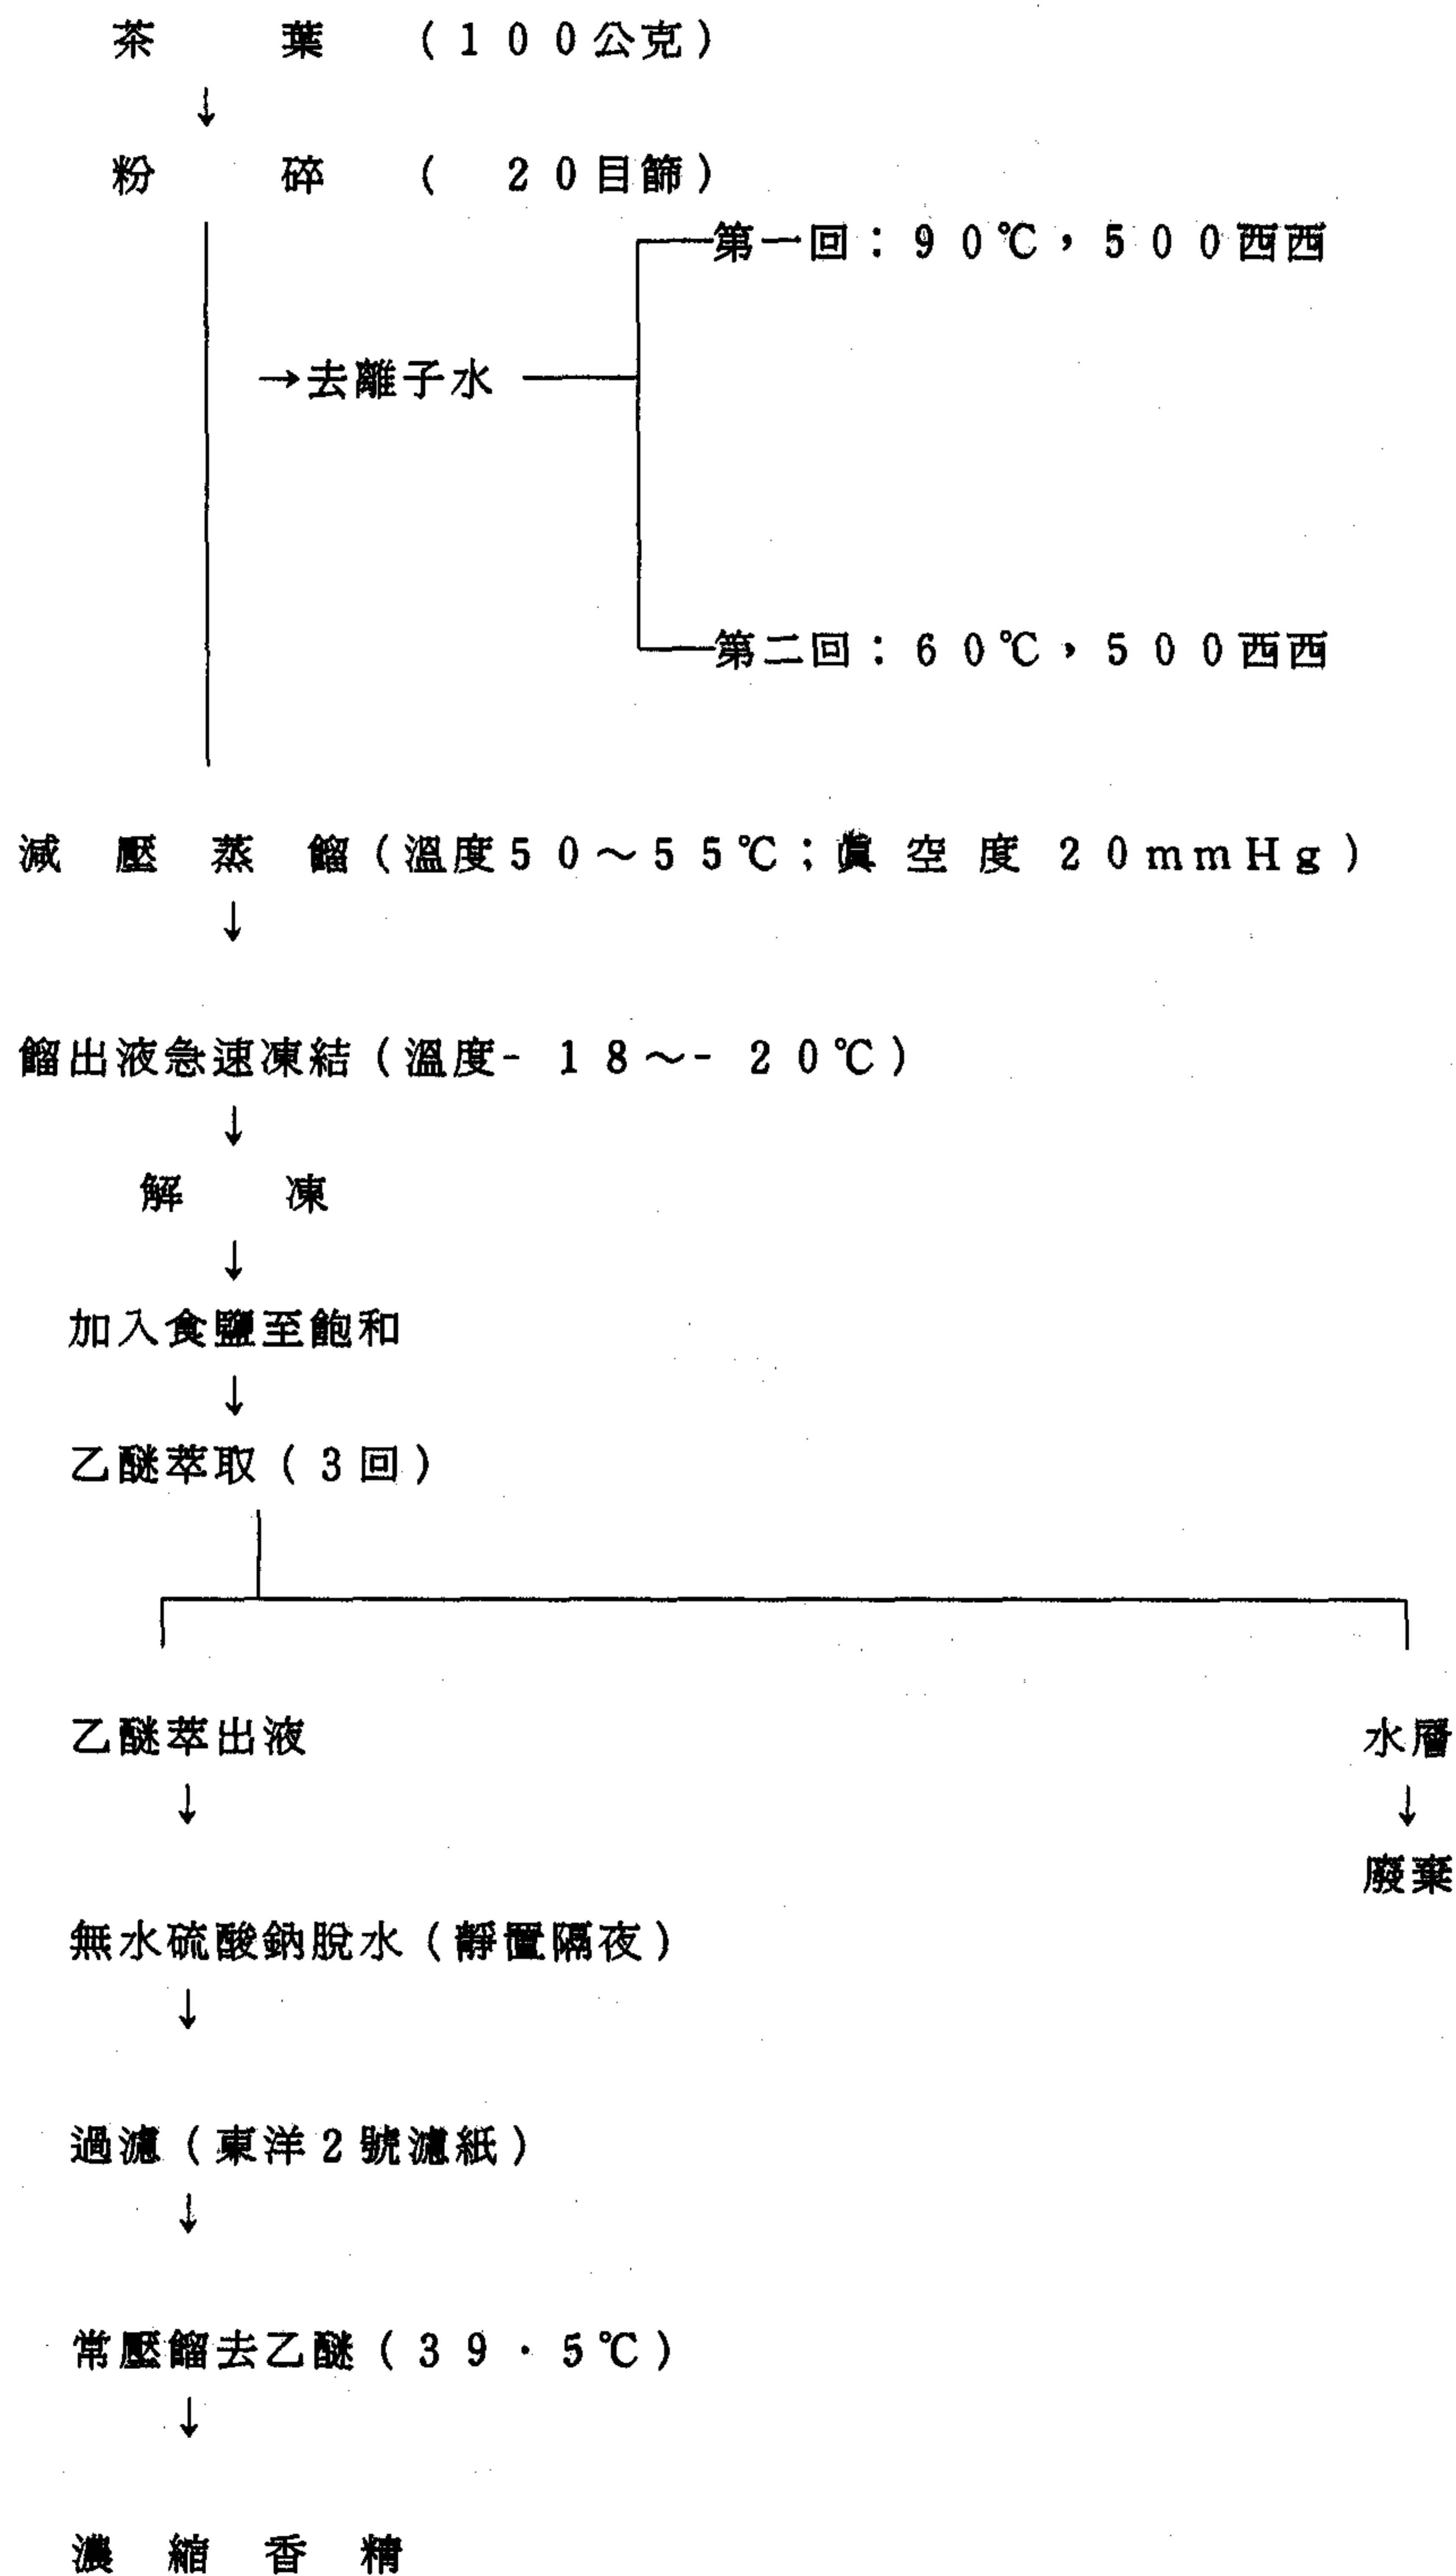 茶葉(100公克)
↓
粉碎(20目篩)
第一回：90℃，500西西
→去離子水
第二回：60℃，500西西
減壓蒸餾(溫度50～55℃；真空度20mmHg)
↓
餾出液急速凍結(溫度-18～-20℃)
↓
解凍
↓
加入食鹽至飽和
↓
乙醚萃取(3回)
乙醚萃出液 水層
↓ ↓
廢棄
無水硫酸鈉脫水(靜置隔夜)
↓
過濾(東洋2號濾紙)
↓
常壓餾去乙醚(39．5℃)
↓
濃縮香精